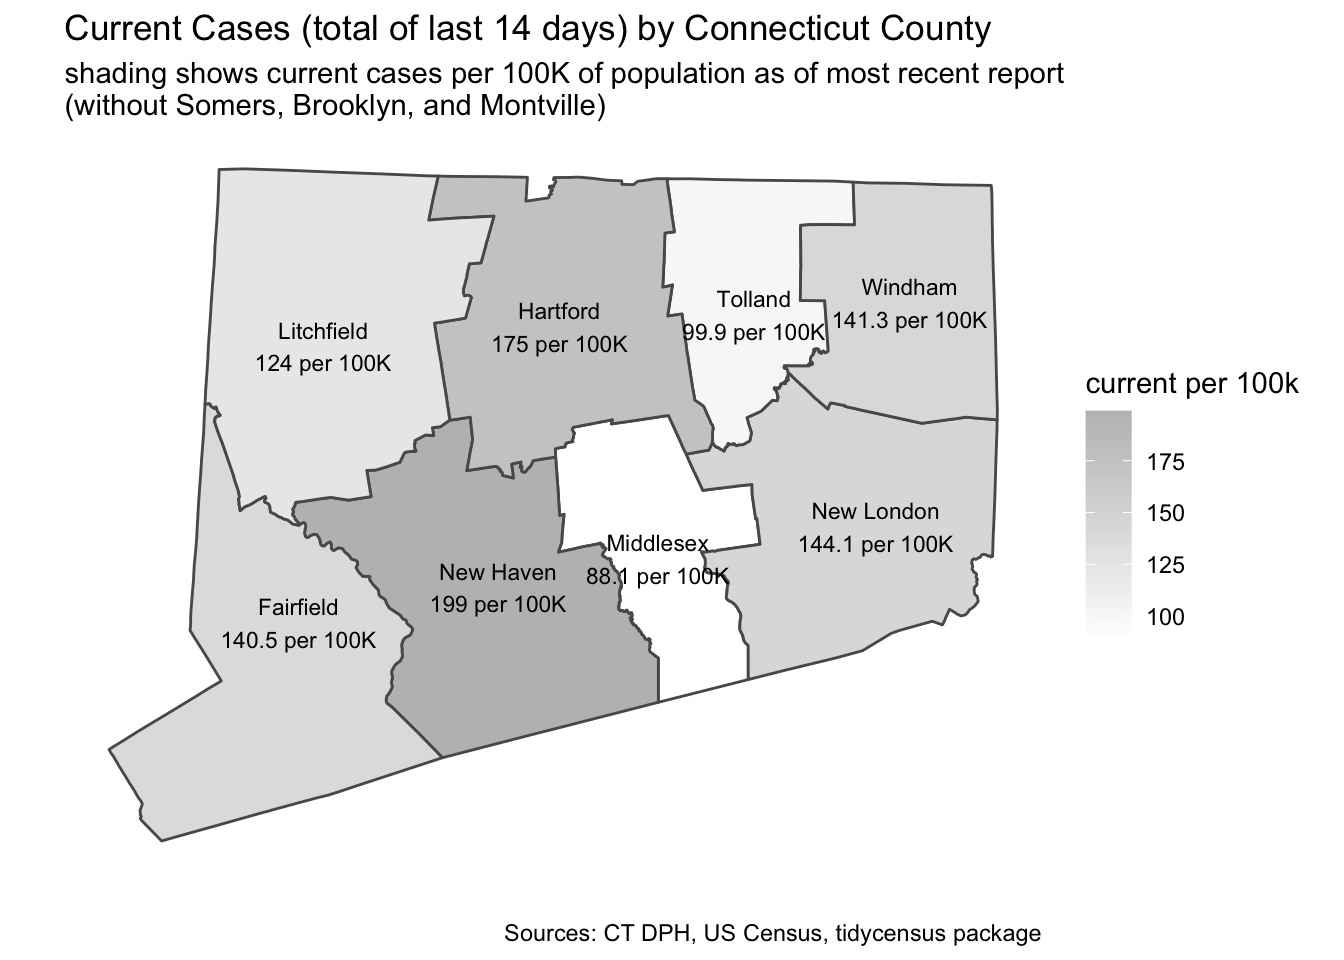 Current Cases (total of last 14 days) by Connecticut County
shading shows current cases per 100K of population as of most recent report
(without Somers, Brooklyn, and Montville)
Litchfield
124 per 100K
Hartford
175 per 100K
Tolland
99.9 per 100K
Windham
141.3 per 100K
New London
144.1 per 100K
Middlesex
88.1 per 100K
New Haven
199 per 100K
Fairfield
140.5 per 100K
current per 100k
175
150
125
100
Sources: CT DPH, US Census, tidycensus package